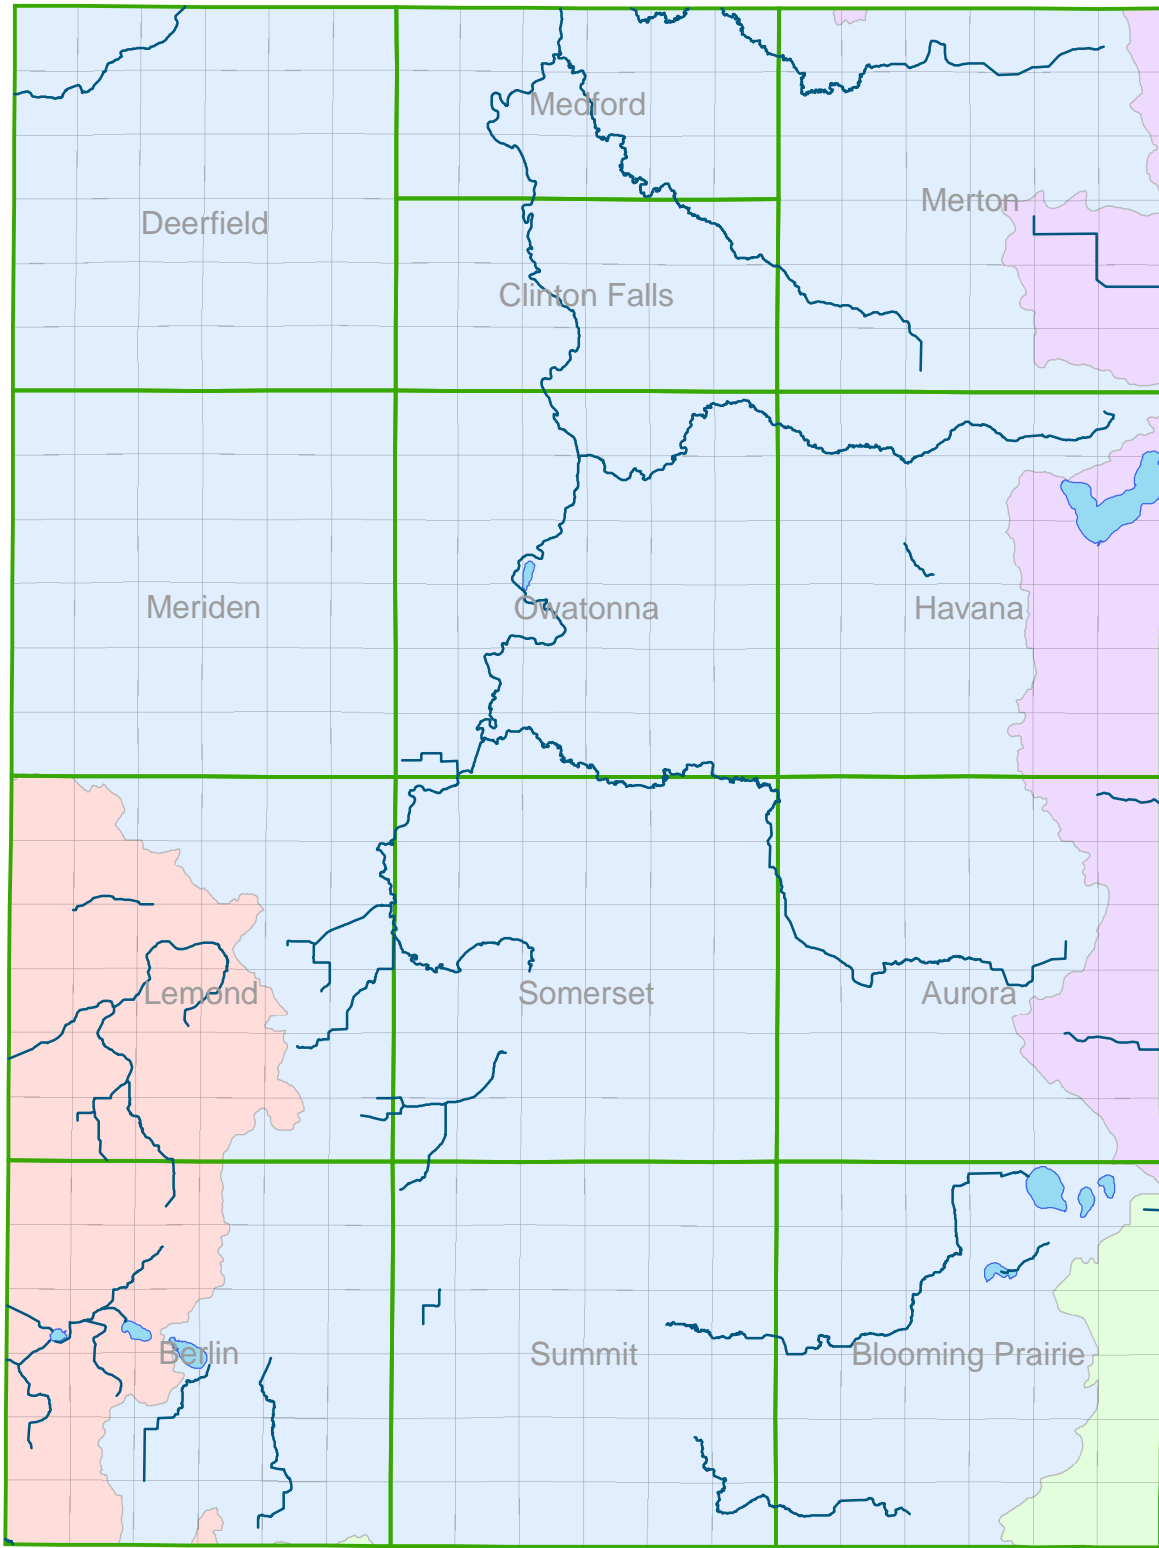 Medford
Merton
Deerfield
Clinton Falls
Meriden
Owatonna
Havana
Lemond
Somerset
Aurora
Berlin
Summit
Blooming Prairie